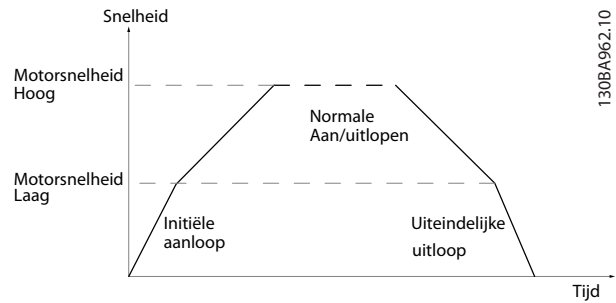 Snelheid
130BA962.10
Motorsnelheid
Hoog
Normale
Aan/uitlopen
Motorsnelheid
Laag
Initiële
aanloop
Uiteindelijke
uitloop
Tijd